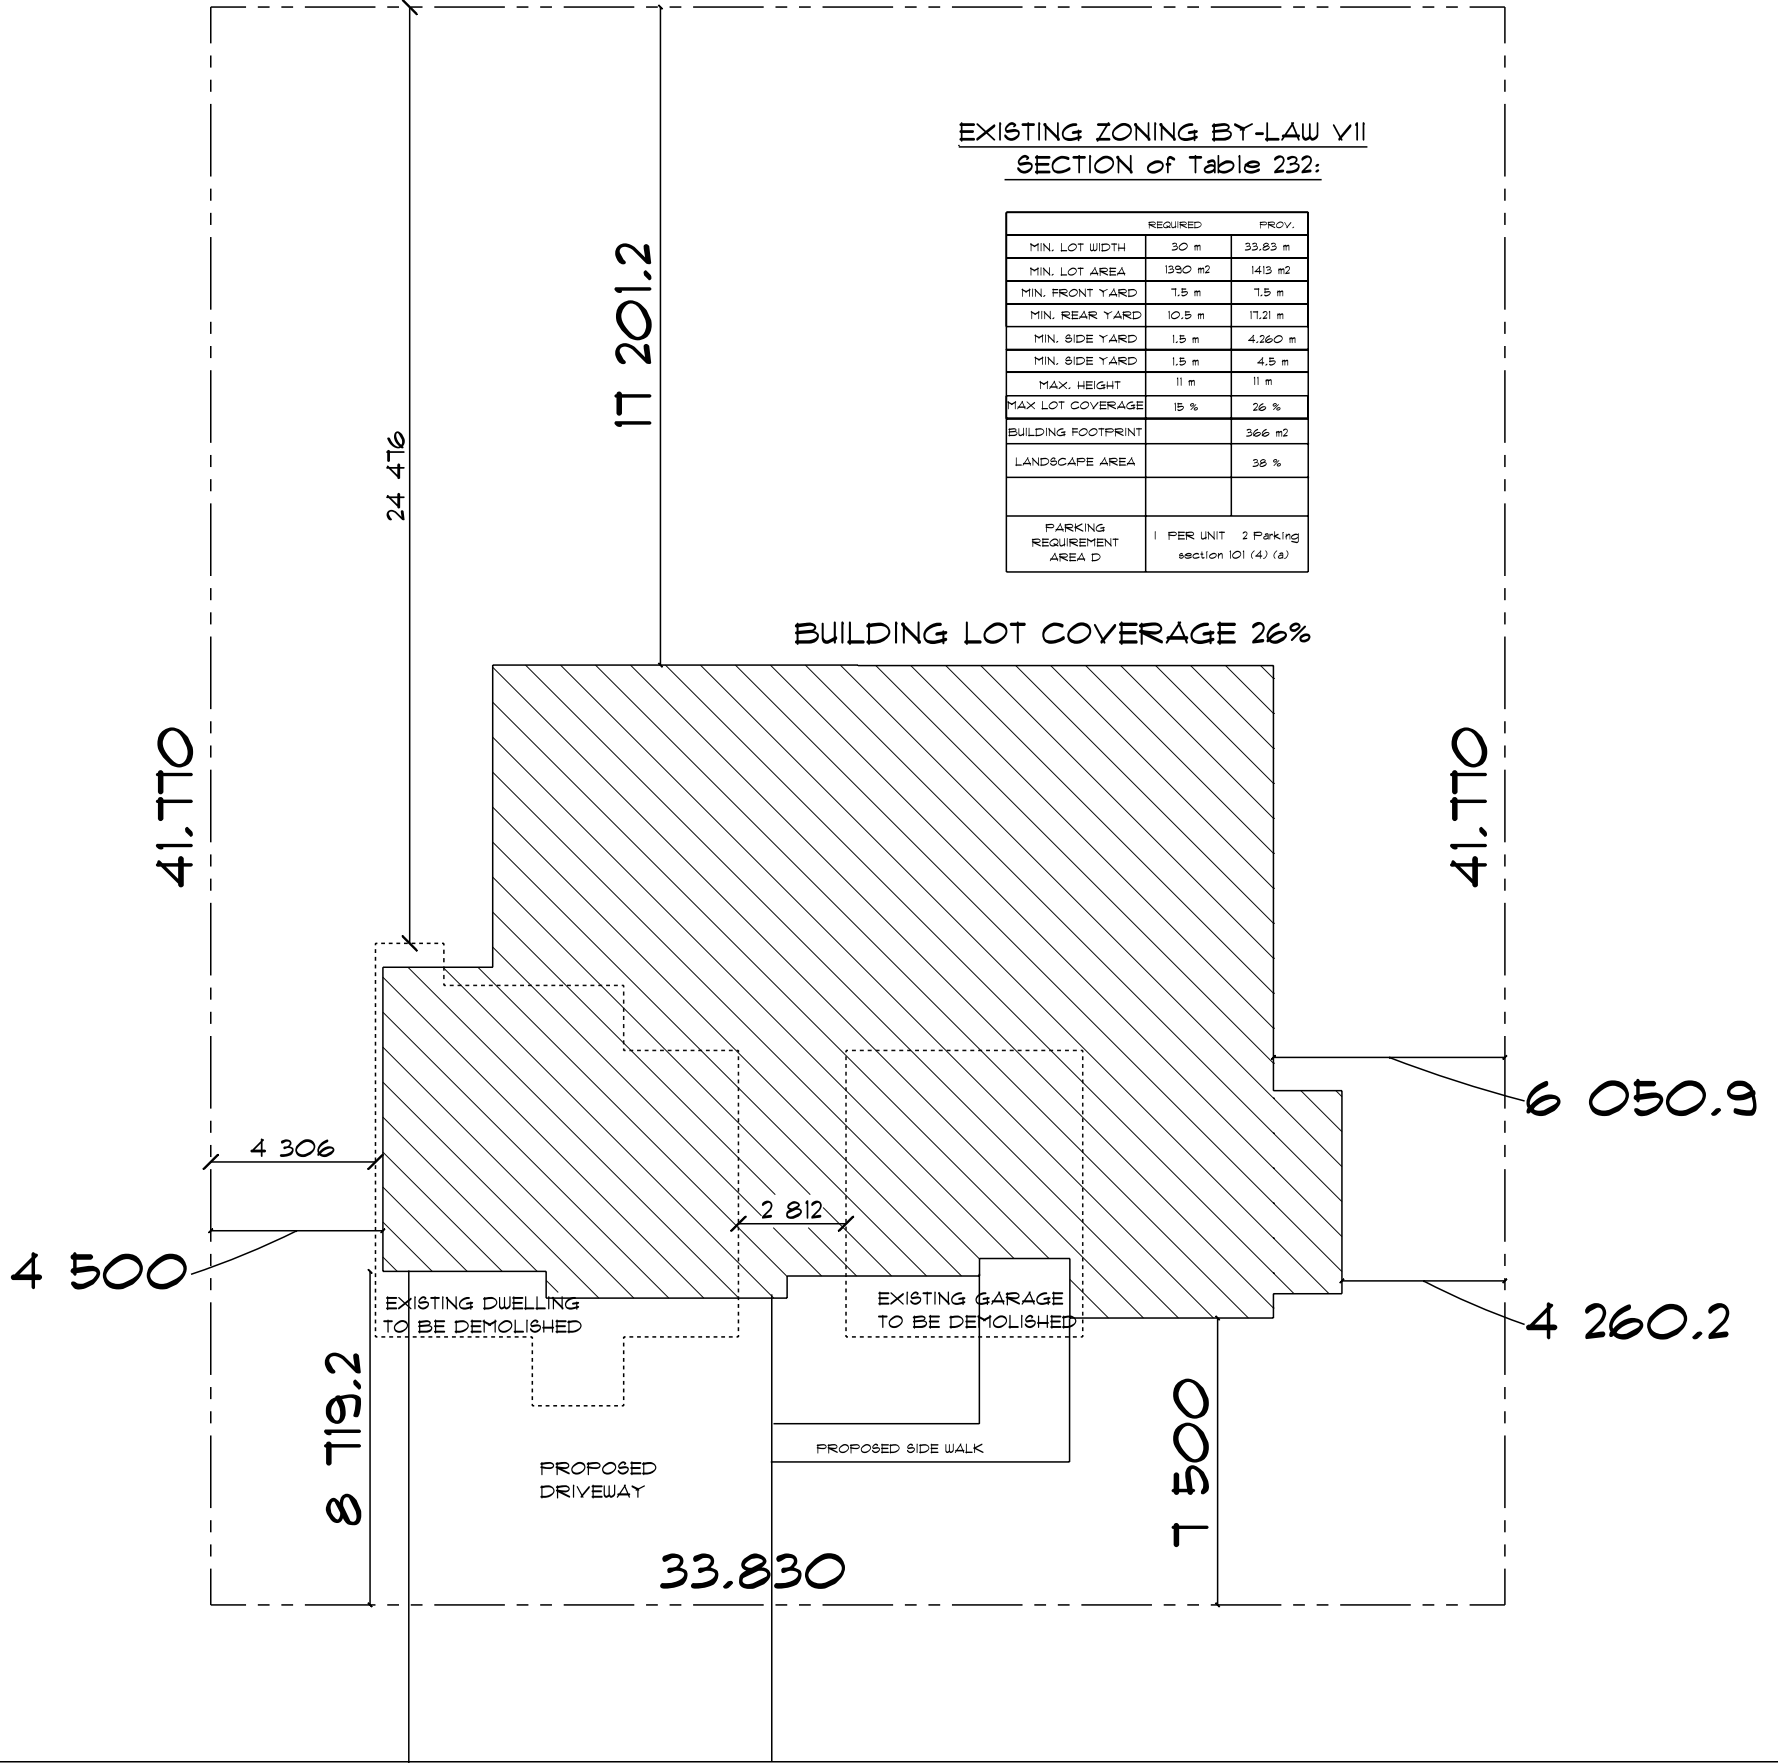 EXISTING ZONING BY-LAW VII
SECTION of Table 232:
REQUIRED PROV.
MIN. LOT WIDTH 30 m 33.83 m
MIN. LOT AREA 1390 m2 1413 m2
MIN. FRONT YARD 7.5 m 7.5 m
MIN. REAR YARD 10.5 m 17.21 m
MIN. SIDE YARD 1.5 m 4.260 m
MIN. SIDE YARD 1.5 m 4.5 m
MAX. HEIGHT 11 m 11 m
MAX LOT COVERAGE 15 % 26 %
BUILDING FOOTPRINT 366 m2
LANDSCAPE AREA 38 %
PARKING
REQUIREMENT
AREA D
1 PER UNIT 2 Parking
section 101 (4) (a)
17 201.2
24 476
BUILDING LOT COVERAGE 26%
41.770
41.770
6 050.9
4 306
2 812
4 500
4 260.2
EXISTING DWELLING
TO BE DEMOLISHED
EXISTING GARAGE
TO BE DEMOLISHED
8 719.2
7 500
PROPOSED SIDE WALK
PROPOSED
DRIVEWAY
33.830